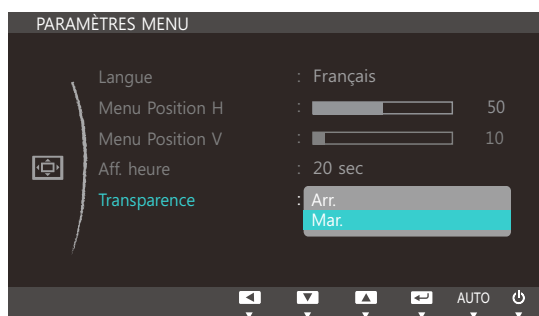 PARAMÈTRES MENU
Langue : Français
Menu Position H : 50
Menu Position V : 10
Aff. heure : 20 sec
Transparence : Arr.
Mar.
AUTO